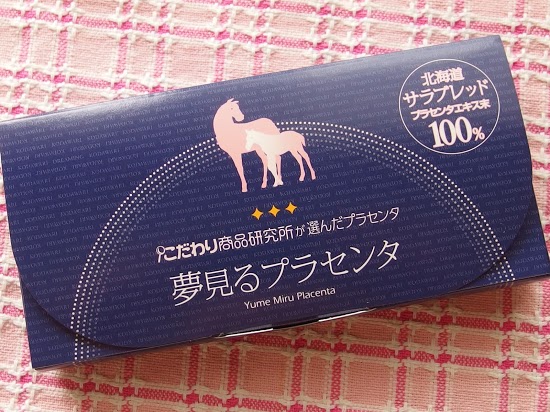 北海道
サラブレッド
プラセンタエキス末
100%
こだわり商品研究所が選んだプラセンタ
夢見るプラセンタ
Yume Miru Placenta